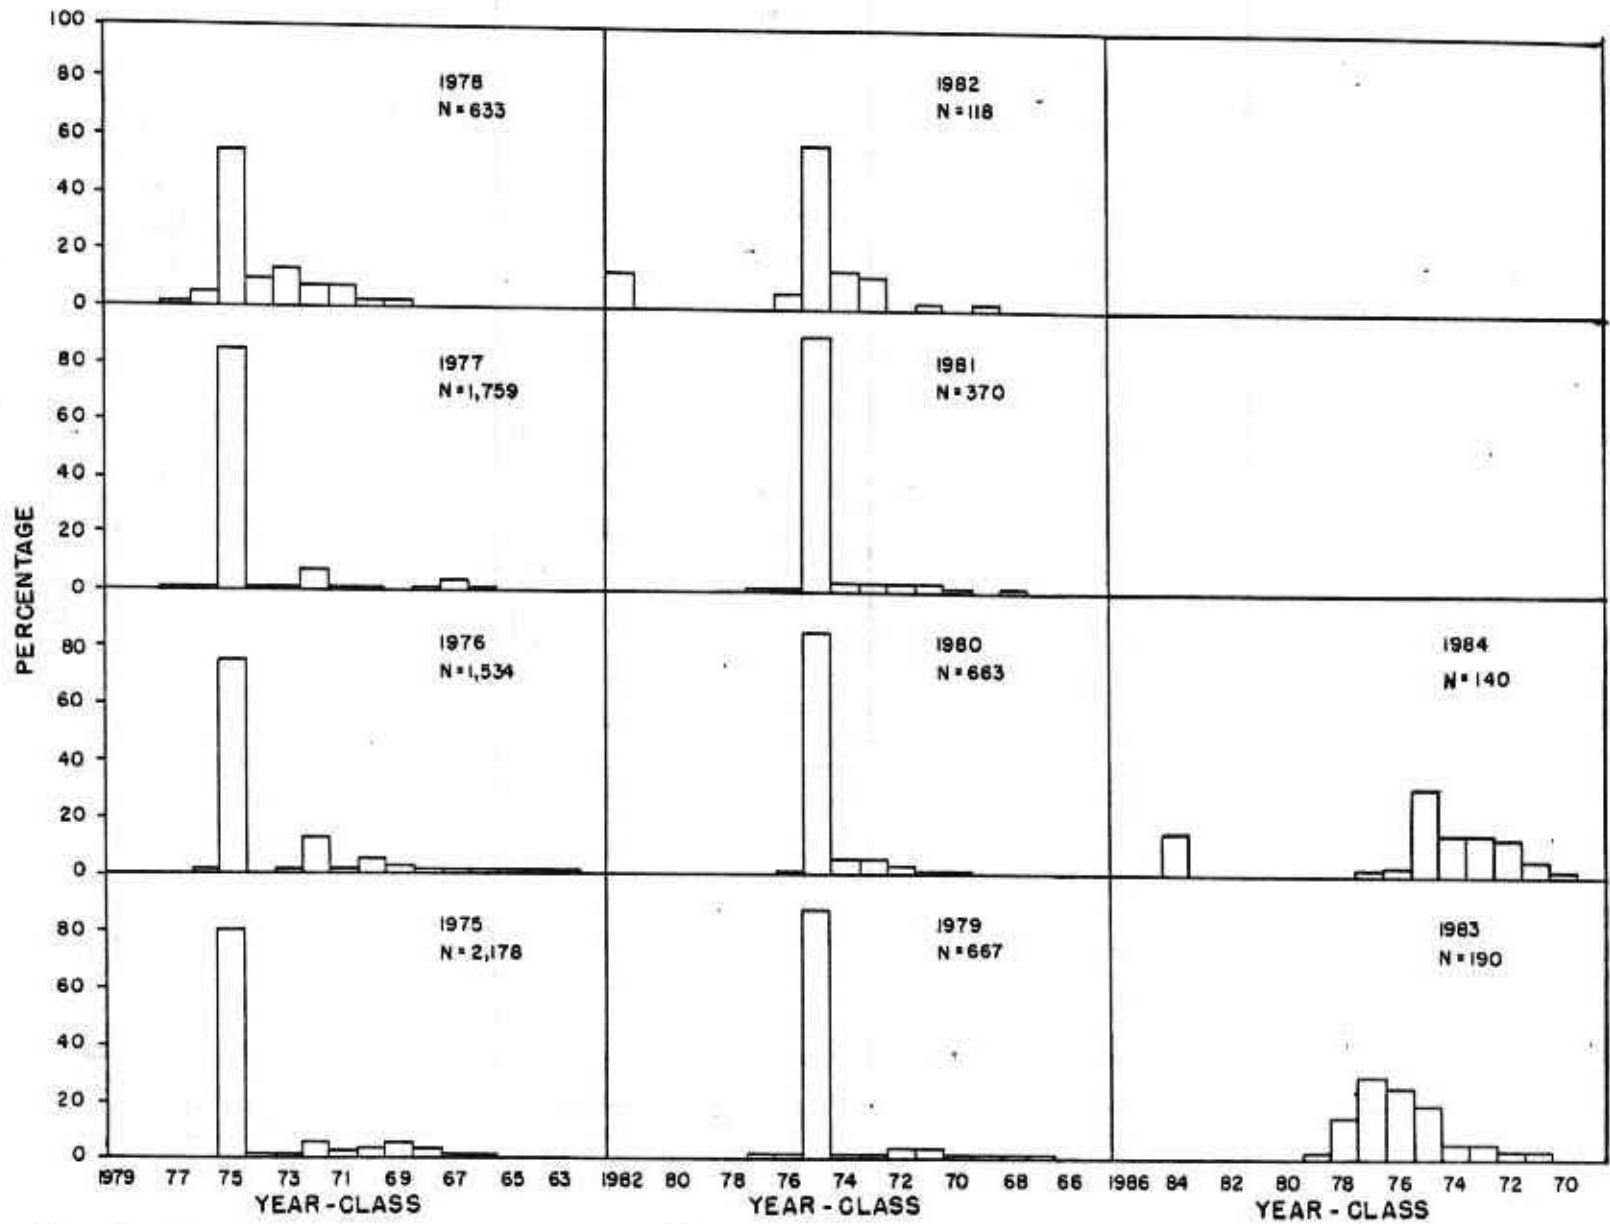 PERCENTAGE
100
80
60
40
20
0
1978
N=633
1982
N=118
80
60
40
20
0
1977
N=1,759
1981
N=370
80
60
40
20
0
1976
N=1,534
1980
N=663
1984
N=140
80
60
40
20
0
1975
N=2,178
1979
N=667
1983
N=190
1979 77 75 73 71 69 67 65 63
YEAR-CLASS
1982 80 78 76 74 72 70 68 66
YEAR-CLASS
1986 84 82 80 78 76 74 72 70
YEAR - CLASS